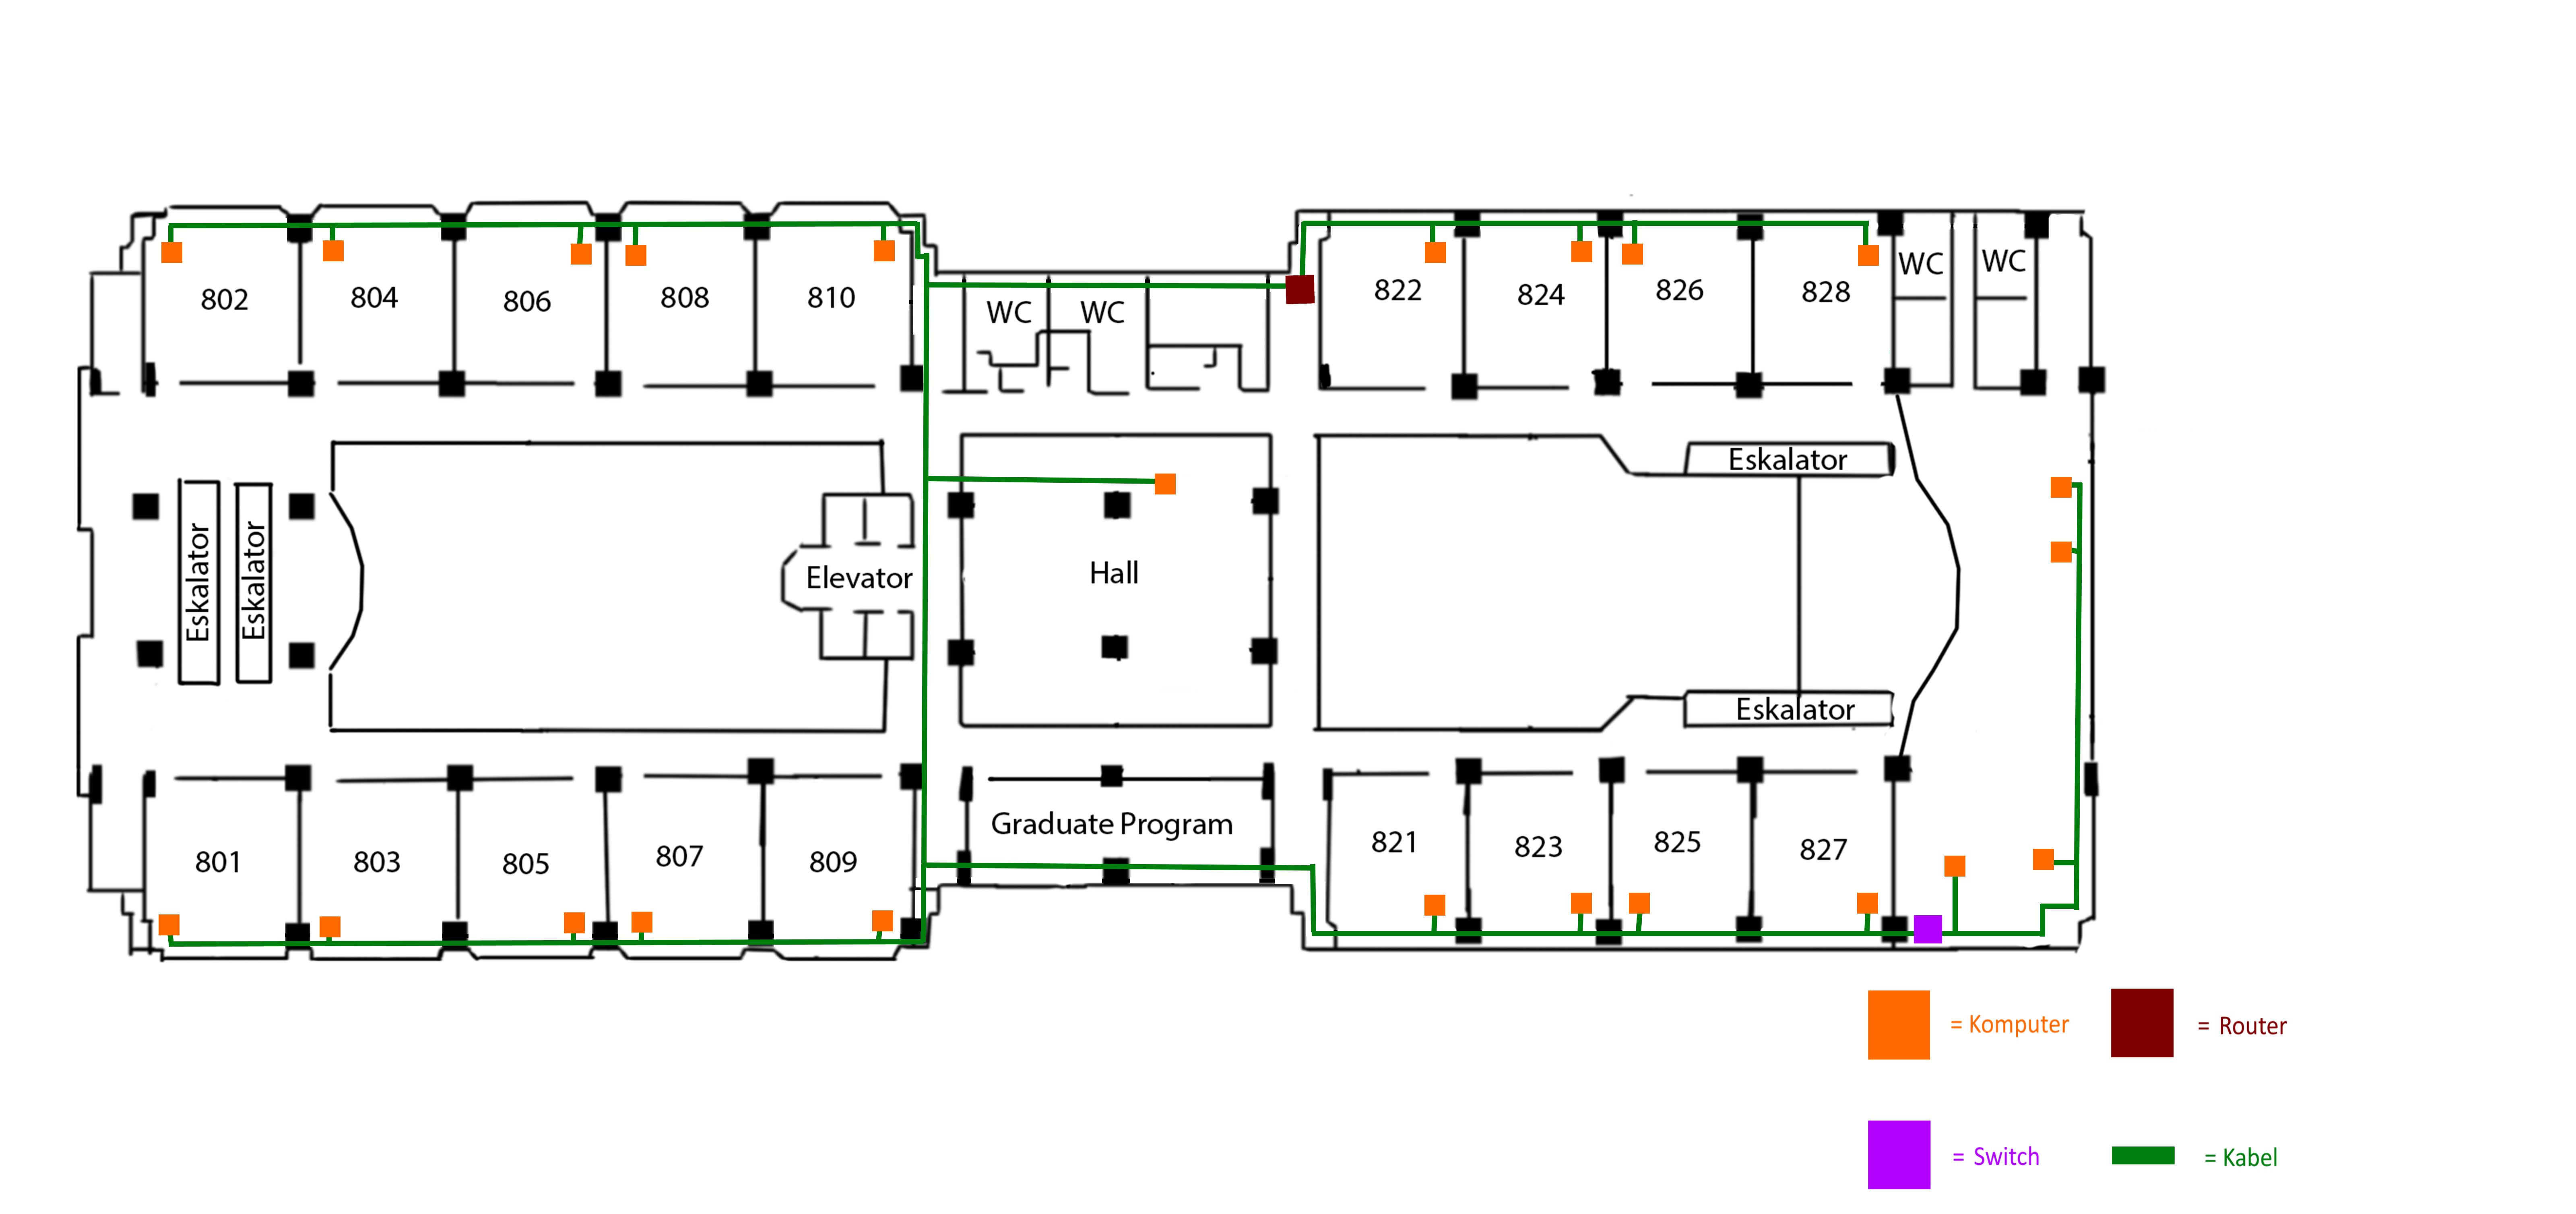 802
804
806
808
810
WC
WC
822
824
826
828
WC
WC
Eskalator
Eskalator
Elevator
Hall
Eskalator
Eskalator
801
803
805
807
809
Graduate Program
821
823
825
827
= Komputer
= Router
= Switch
= Kabel